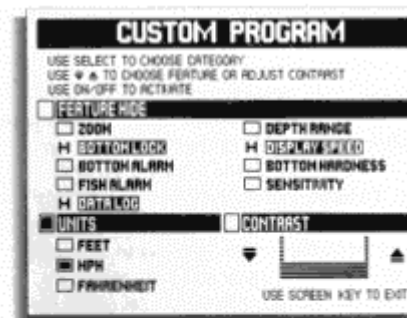 CUSTOM PROGRAM
USE SELECT TO CHOOSE CATEGORY
USE ▼ ▲ TO CHOOSE FEATURE OR ADJUST CONTRAST
USE ON/OFF TO ACTIVATE
FEATURE HIDE
ZOOM
DEPTH RANGE
H BOTTOM LOCK
H DISPLAY SPEED
BOTTOM ALARM
BOTTOM HARDNESS
FISH ALARM
SENSITIVITY
H DATA LOG
UNITS
CONTRAST
FEET
MPH
FAHRENHEIT
USE SCREEN KEY TO EXIT